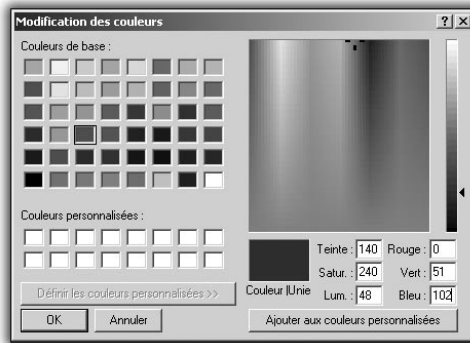 Modification des couleurs
Couleurs de base :
Couleurs personnalisées :
Définir les couleurs personnalisées >>
OK
Annuler
Couleur |Unie
Teinte : 140
Rouge : 0
Satur. : 240
Vert : 51
Lum. : 48
Bleu : 102
Ajouter aux couleurs personnalisées